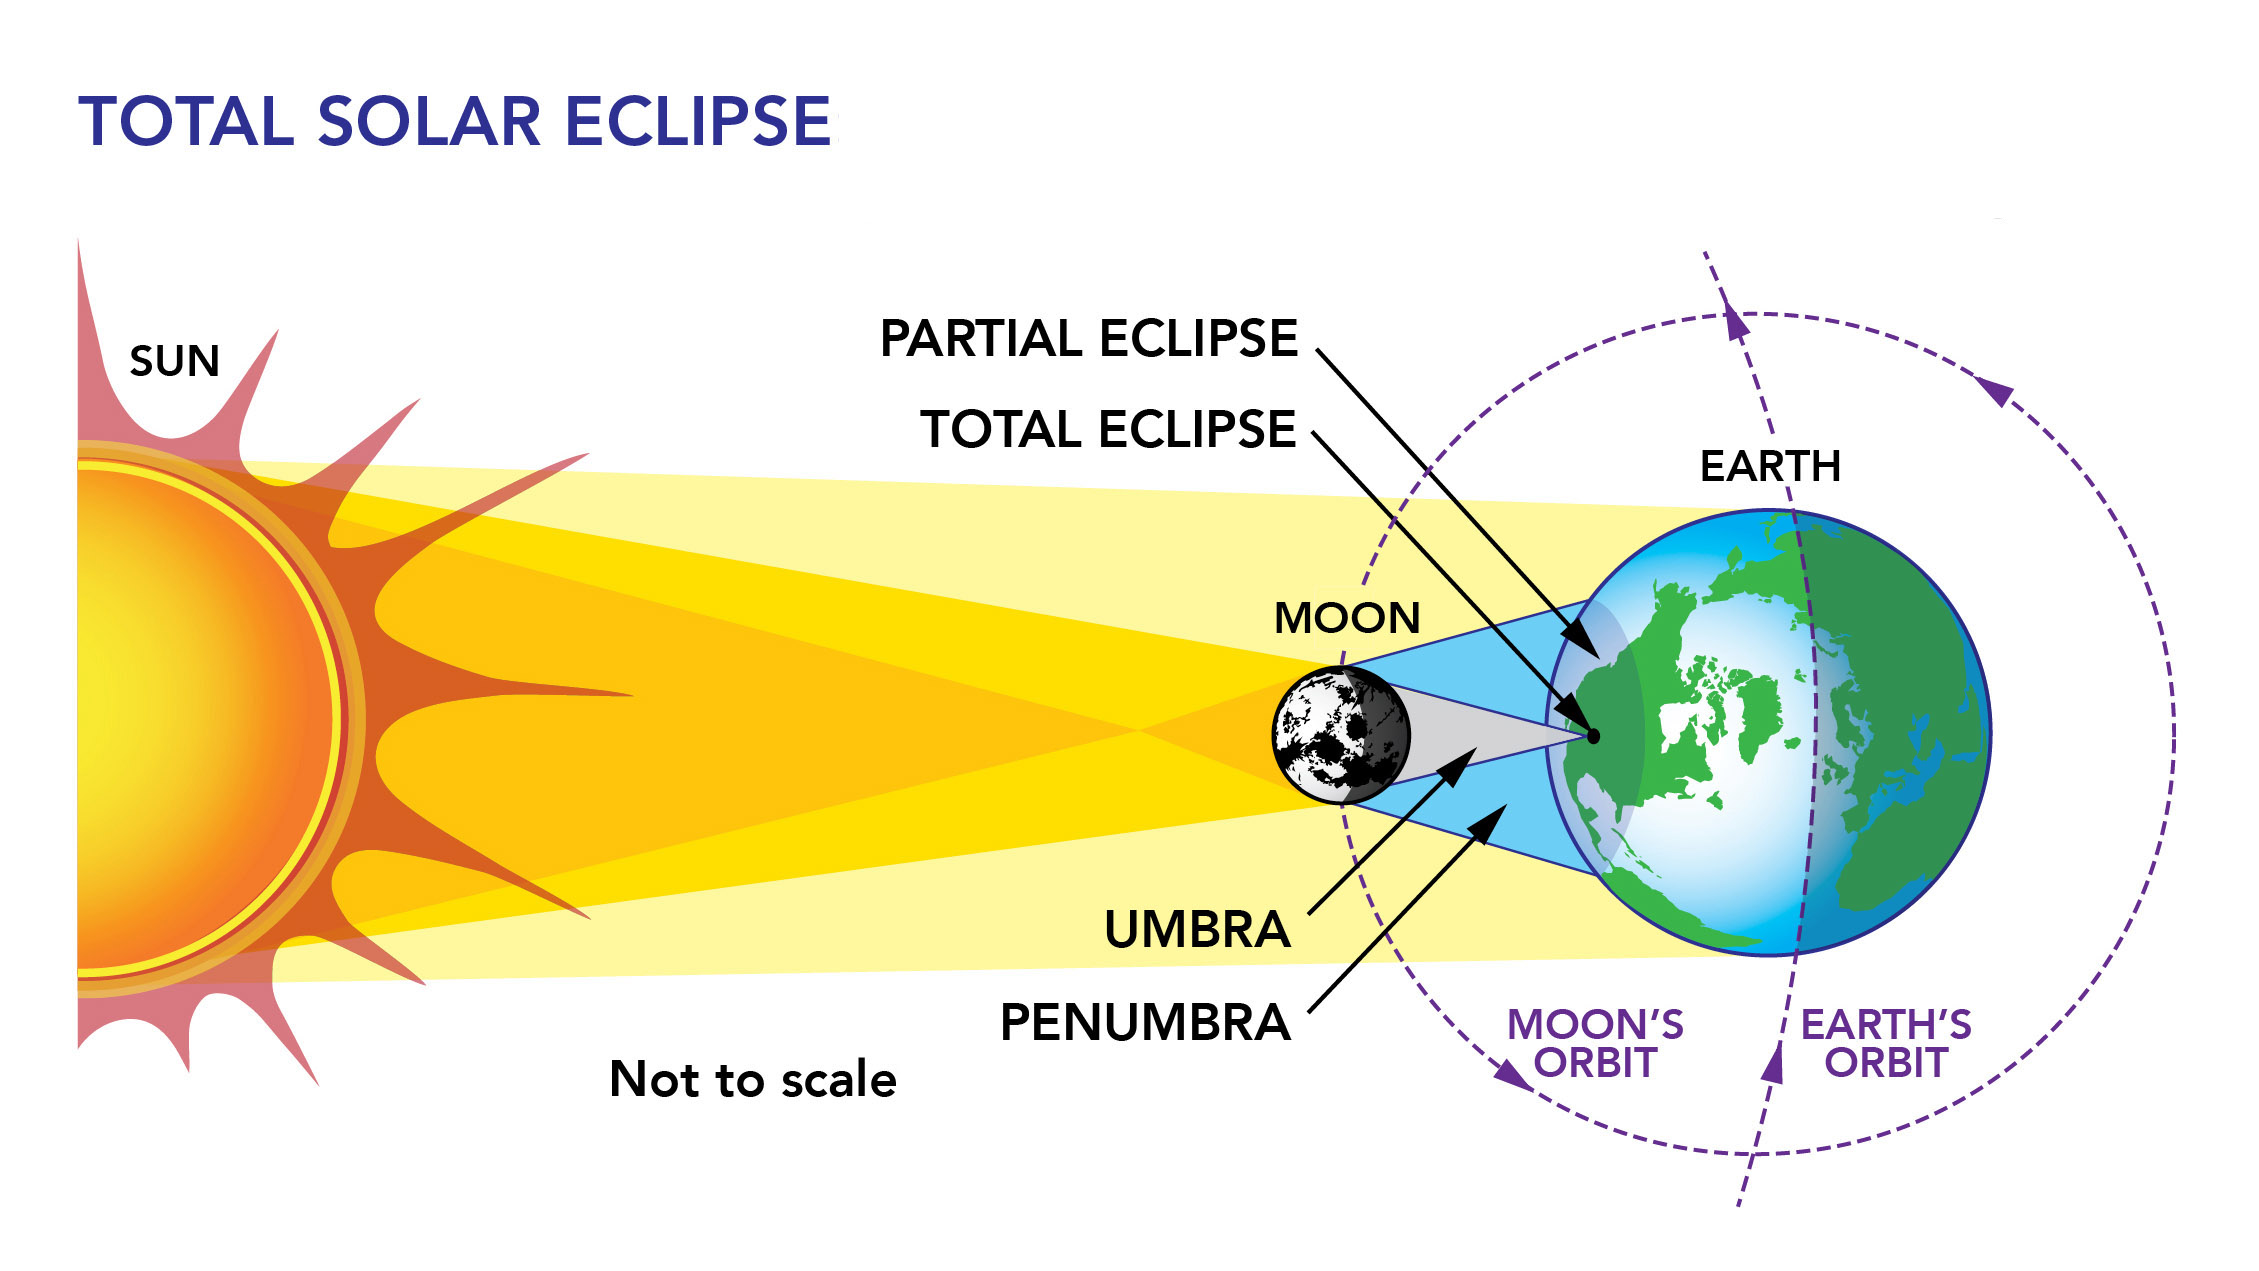 TOTAL SOLAR ECLIPSE
SUN
PARTIAL ECLIPSE
TOTAL ECLIPSE
EARTH
MOON
UMBRA
PENUMBRA
MOON'S
ORBIT
EARTH'S
ORBIT
Not to scale